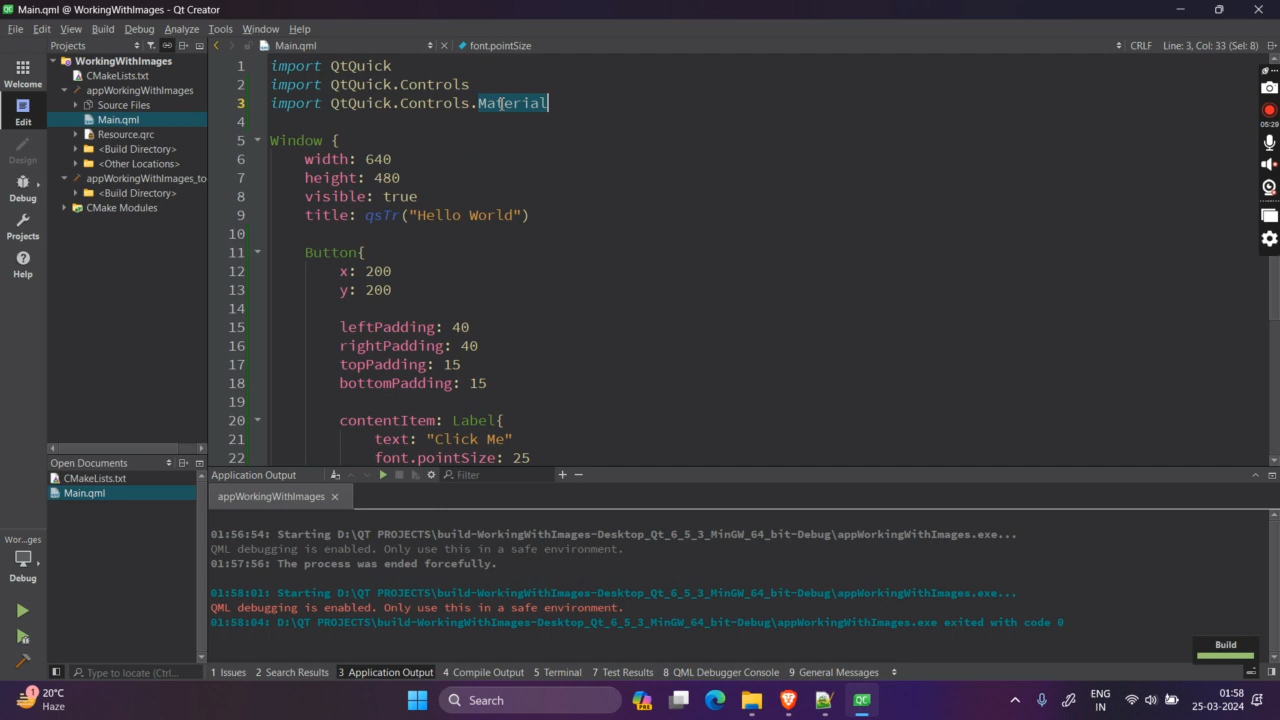 Main.qml @ WorkingWithImages - Qt Creator
File Edit View Build Debug Analyze Tools Window Help
Projects
Main.qml
font.pointSize
CRLF Line: 3, Col: 33 (Sel: 8)
Welcome
Edit
Design
Debug
Projects
Help
WorkingWithImages
CMakeLists.txt
appWorkingWithImages
Source Files
Main.qml
Resource.qrc
<Build Directory>
<Other Locations>
appWorkingWithImages_to
<Build Directory>
CMake Modules
1 import QtQuick
2 import QtQuick.Controls
3 import QtQuick.Controls.Material
4
5 Window {
6 width: 640
7 height: 480
8 visible: true
9 title: qsTr("Hello World")
10
11 Button{
12 x: 200
13 y: 200
14
15 leftPadding: 40
16 rightPadding: 40
17 topPadding: 15
18 bottomPadding: 15
19
20 contentItem: Label{
21 text: "Click Me"
22 font.pointSize: 25
05:29
Open Documents
CMakeLists.txt
Main.qml
Application Output
Filter
appWorkingWithImages
01:56:54: Starting D:\QT PROJECTS\build-WorkingWithImages-Desktop_Qt_6_5_3_MinGW_64_bit-Debug\appWorkingWithImages.exe...
QML debugging is enabled. Only use this in a safe environment.
01:57:56: The process was ended forcefully.
01:58:01: Starting D:\QT PROJECTS\build-WorkingWithImages-Desktop_Qt_6_5_3_MinGW_64_bit-Debug\appWorkingWithImages.exe...
QML debugging is enabled. Only use this in a safe environment.
01:58:04: D:\QT PROJECTS\build-WorkingWithImages-Desktop_Qt_6_5_3_MinGW_64_bit-Debug\appWorkingWithImages.exe exited with code 0
Wor...ges
Debug
Build
Type to locate (Ctrl+...)
1 Issues 2 Search Results 3 Application Output 4 Compile Output 5 Terminal 7 Test Results 8 QML Debugger Console 9 General Messages
1
20°C
Haze
Search
PRE
ENG
IN
01:58
25-03-2024